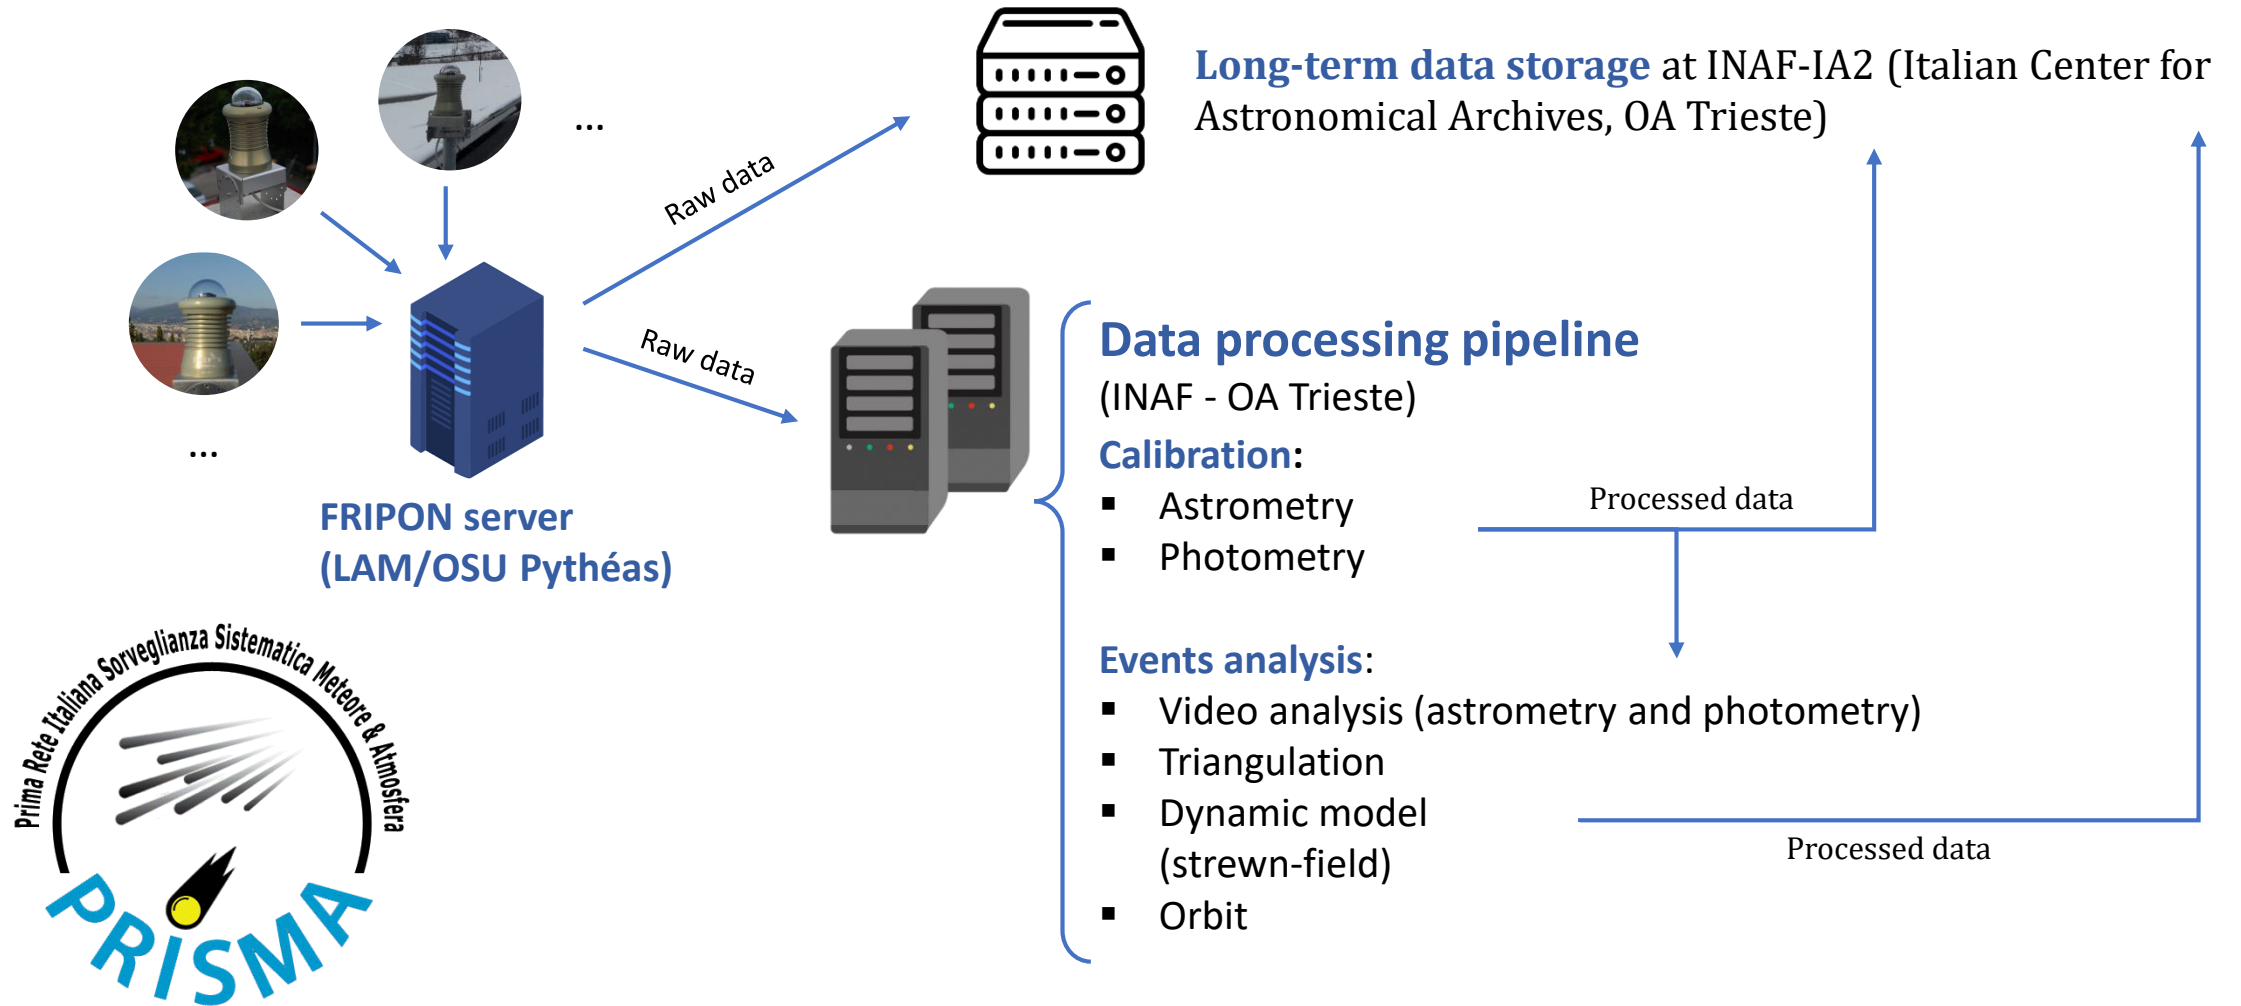 ...
Long-term data storage at INAF-IA2 (Italian Center for
Astronomical Archives, OA Trieste)
Raw data
Raw data
...
FRIPON server
(LAM/OSU Pythéas)
Data processing pipeline
(INAF - OA Trieste)
Calibration:
▪ Astrometry
▪ Photometry
Processed data
Events analysis:
▪ Video analysis (astrometry and photometry)
▪ Triangulation
▪ Dynamic model
(strewn-field)
▪ Orbit
Processed data
Prima Rete Italiana Sorveglianza Sistematica Meteore & Atmosfera
PRISMA